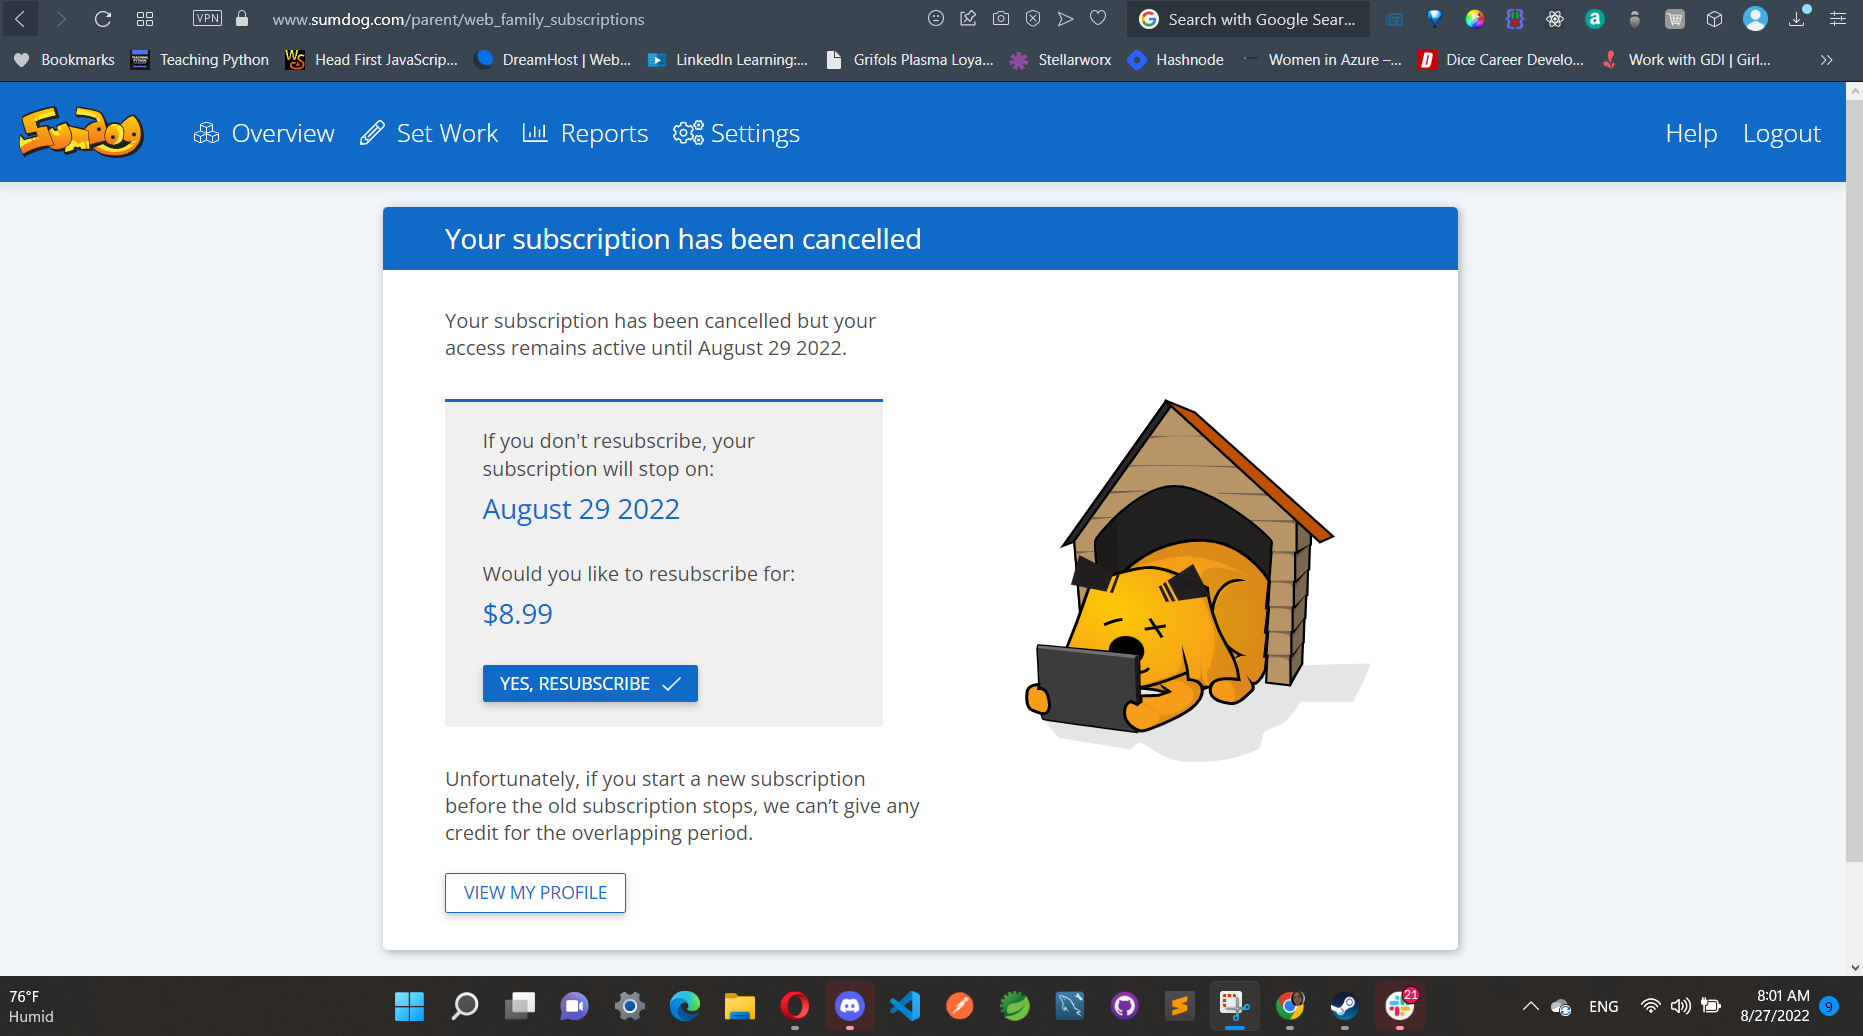 VPN
www.sumdog.com/parent/web_family_subscriptions
Search with Google Sear...
Bookmarks
Teaching Python
Head First JavaScrip...
DreamHost | Web...
LinkedIn Learning:...
Grifols Plasma Loya...
Stellarworx
Hashnode
Women in Azure –...
Dice Career Develo...
Work with GDI | Girl...
SumDog
Overview
Set Work
Reports
Settings
Help
Logout
Your subscription has been cancelled
Your subscription has been cancelled but your
access remains active until August 29 2022.
If you don't resubscribe, your
subscription will stop on:
August 29 2022
Would you like to resubscribe for:
$8.99
YES, RESUBSCRIBE
Unfortunately, if you start a new subscription
before the old subscription stops, we can’t give any
credit for the overlapping period.
VIEW MY PROFILE
76°F
Humid
21
ENG
8:01 AM
8/27/2022
9